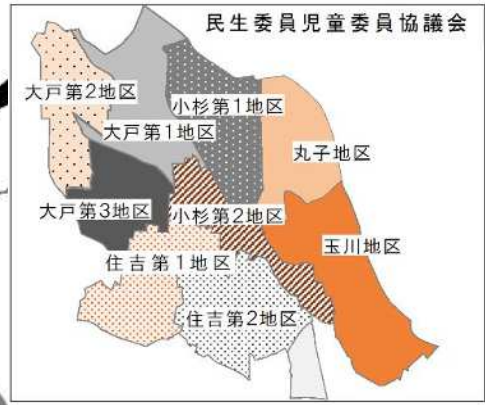 民生委員児童委員協議会
大戸第2地区
小杉第1地区
大戸第1地区
丸子地区
大戸第3地区
小杉第2地区
玉川地区
住吉第1地区
住吉第2地区